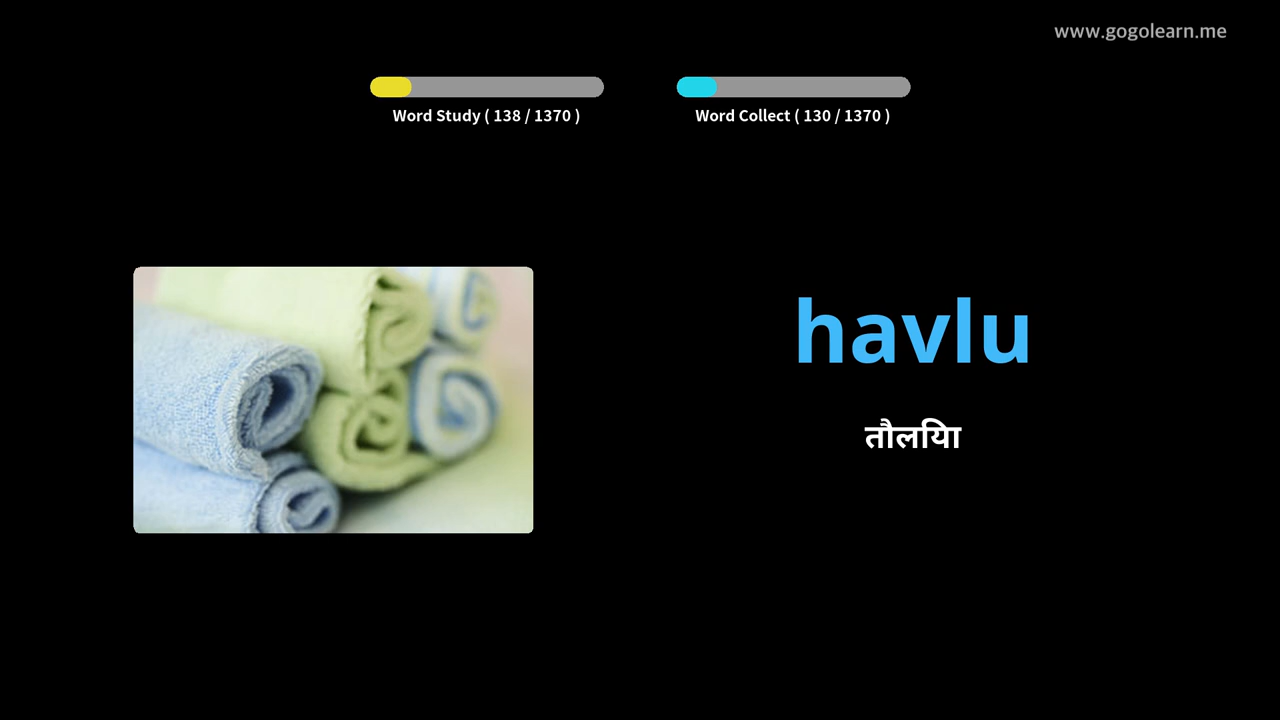 www.gogolearn.me
Word Study ( 138 / 1370 )
Word Collect ( 130 / 1370 )
havlu
तौलिया